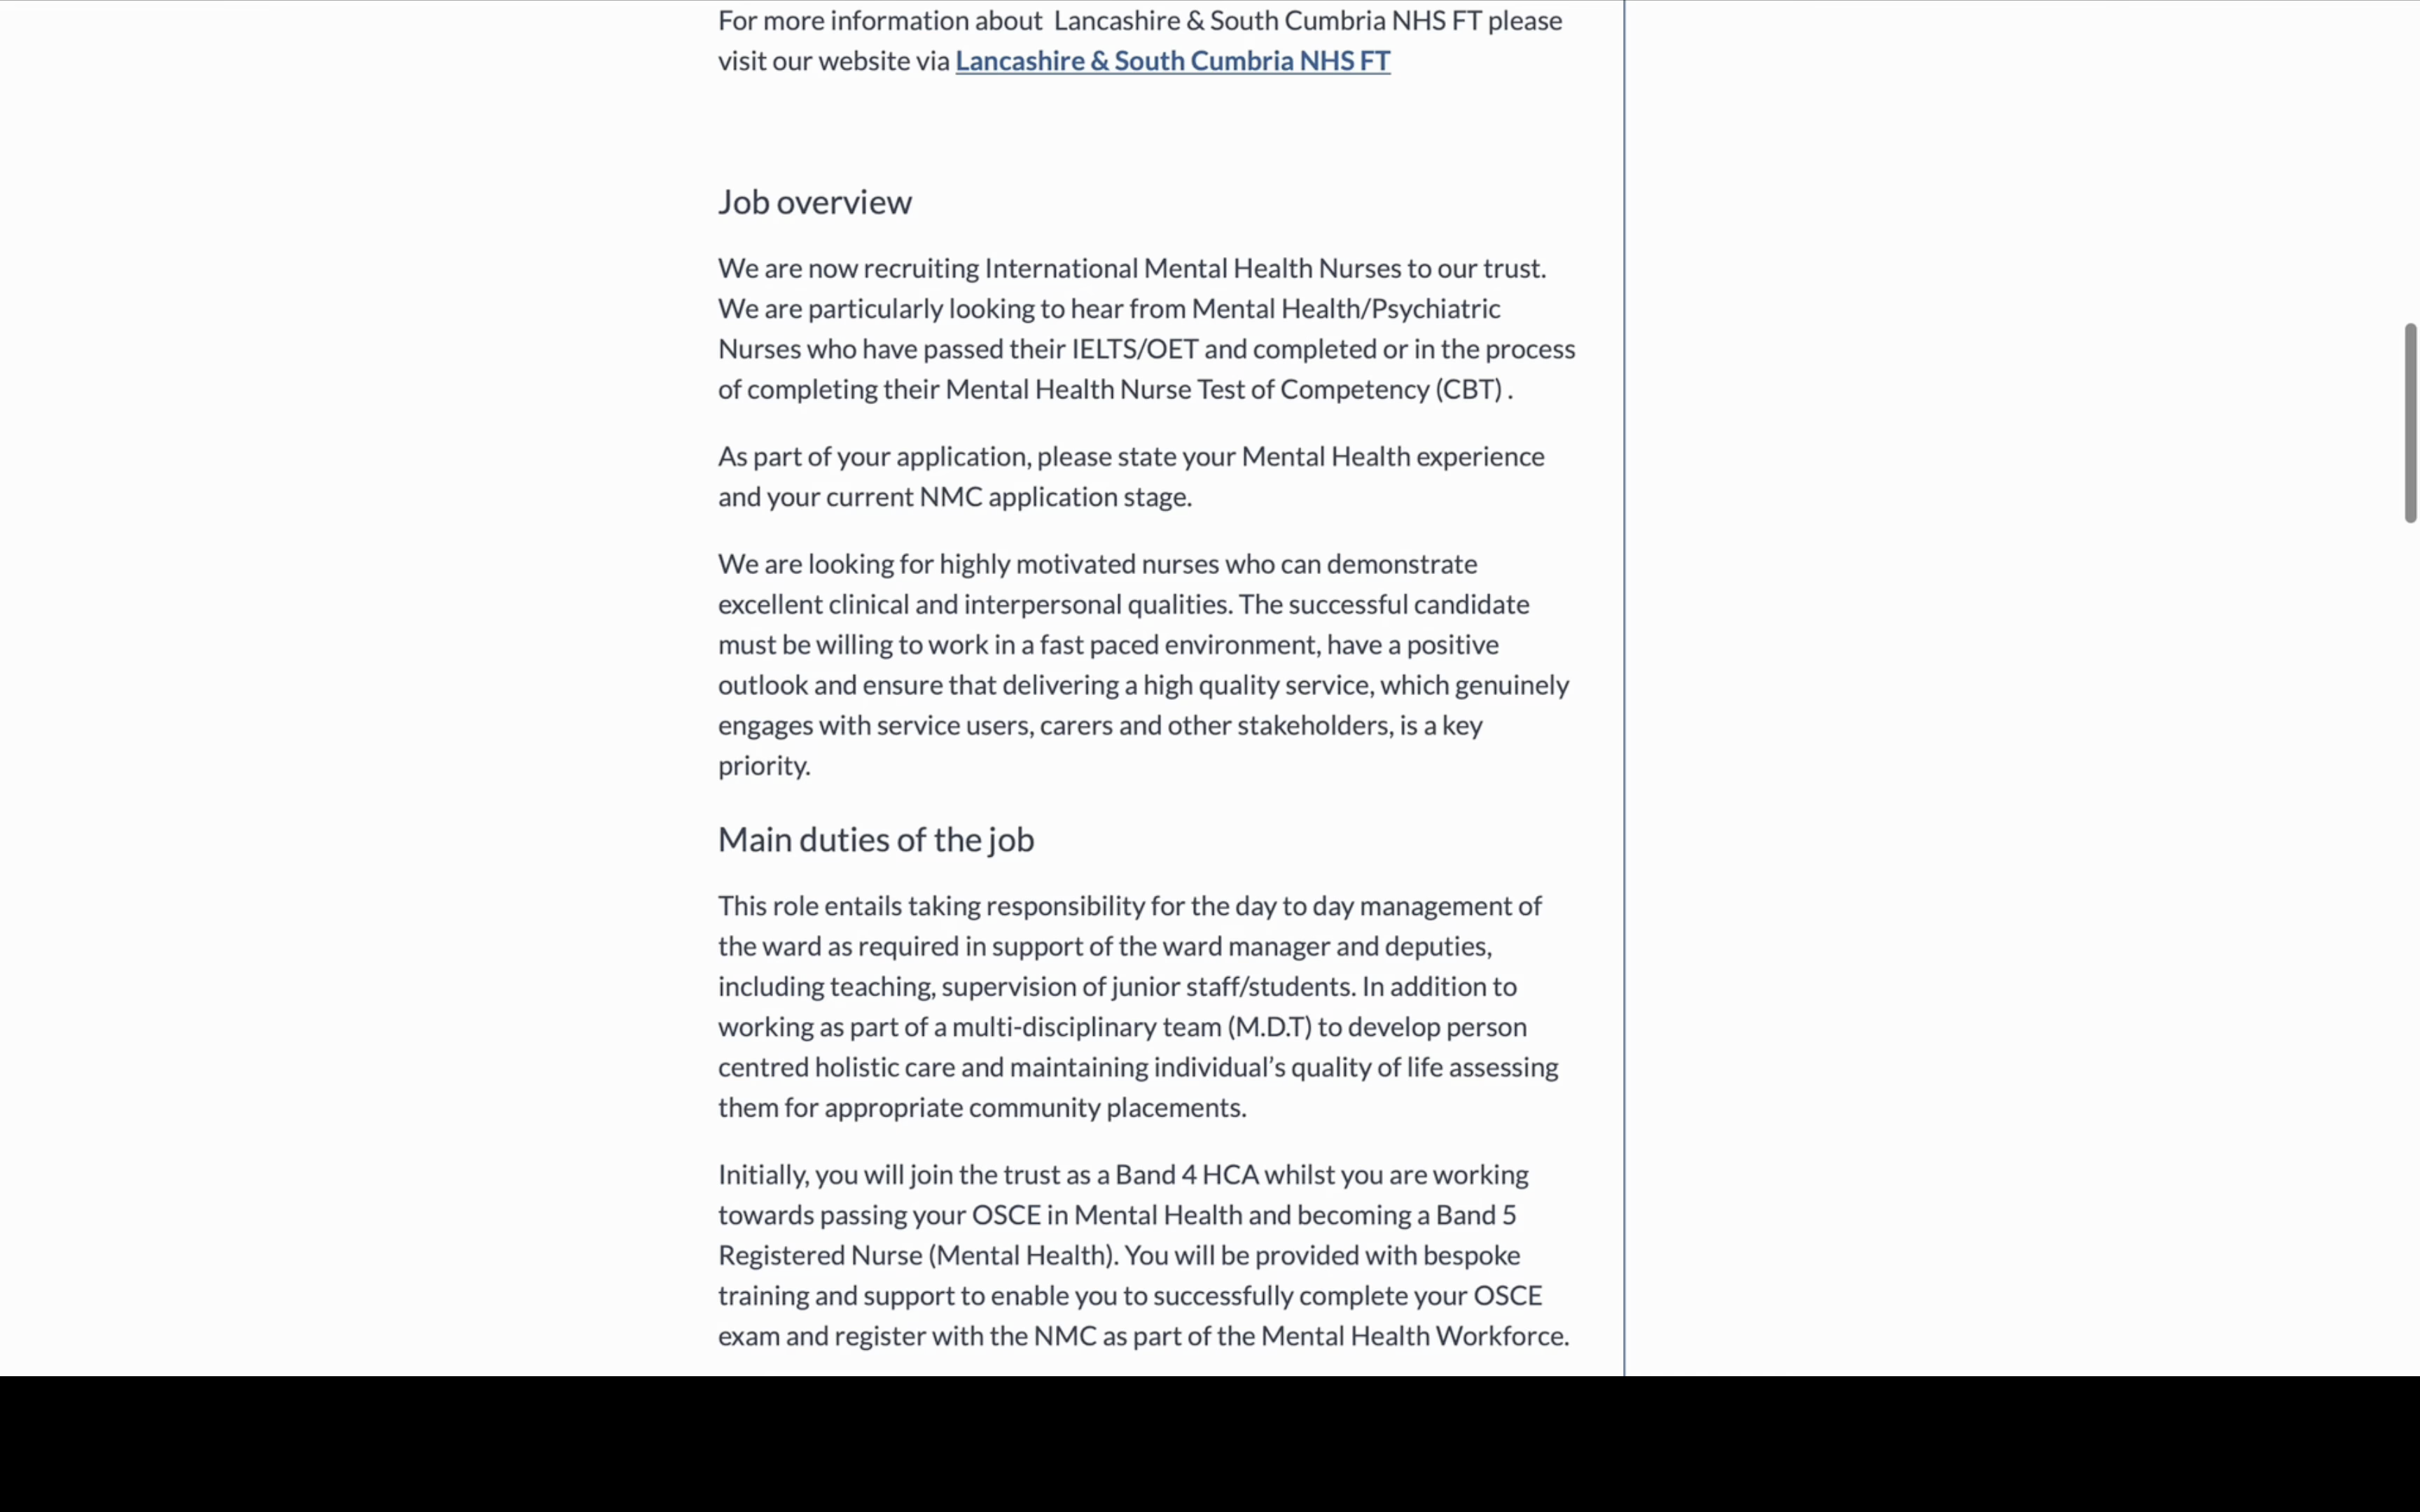 For more information about  Lancashire & South Cumbria NHS FT please
visit our website via Lancashire & South Cumbria NHS FT
Job overview
We are now recruiting International Mental Health Nurses to our trust.
We are particularly looking to hear from Mental Health/Psychiatric
Nurses who have passed their IELTS/OET and completed or in the process
of completing their Mental Health Nurse Test of Competency (CBT) .
As part of your application, please state your Mental Health experience
and your current NMC application stage.
We are looking for highly motivated nurses who can demonstrate
excellent clinical and interpersonal qualities. The successful candidate
must be willing to work in a fast paced environment, have a positive
outlook and ensure that delivering a high quality service, which genuinely
engages with service users, carers and other stakeholders, is a key
priority.
Main duties of the job
This role entails taking responsibility for the day to day management of
the ward as required in support of the ward manager and deputies,
including teaching, supervision of junior staff/students. In addition to
working as part of a multi-disciplinary team (M.D.T) to develop person
centred holistic care and maintaining individual’s quality of life assessing
them for appropriate community placements.
Initially, you will join the trust as a Band 4 HCA whilst you are working
towards passing your OSCE in Mental Health and becoming a Band 5
Registered Nurse (Mental Health). You will be provided with bespoke
training and support to enable you to successfully complete your OSCE
exam and register with the NMC as part of the Mental Health Workforce.